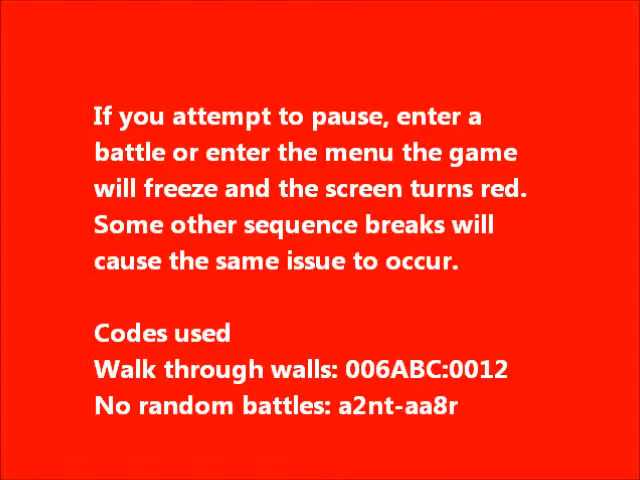 If you attempt to pause, enter a
battle or enter the menu the game
will freeze and the screen turns red.
Some other sequence breaks will
cause the same issue to occur.
Codes used
Walk through walls: 006ABC:0012
No random battles: a2nt-aa8r